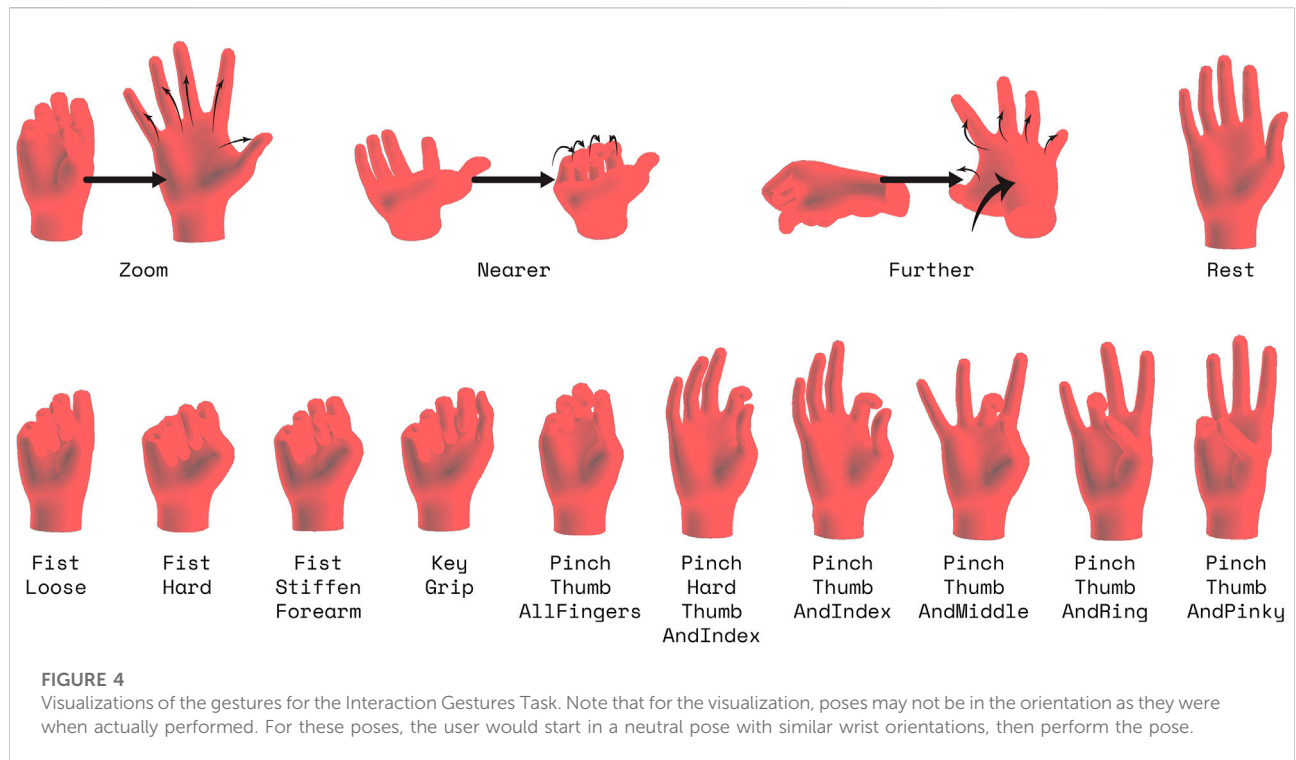 Zoom
Nearer
Further
Rest
Fist
Loose
Fist
Hard
Fist
Stiffen
Forearm
Key
Grip
Pinch
Thumb
AllFingers
Pinch
Hard
Thumb
AndIndex
Pinch
Thumb
AndIndex
Pinch
Thumb
AndMiddle
Pinch
Thumb
AndRing
Pinch
Thumb
AndPinky
FIGURE 4
Visualizations of the gestures for the Interaction Gestures Task. Note that for the visualization, poses may not be in the orientation as they were
when actually performed. For these poses, the user would start in a neutral pose with similar wrist orientations, then perform the pose.